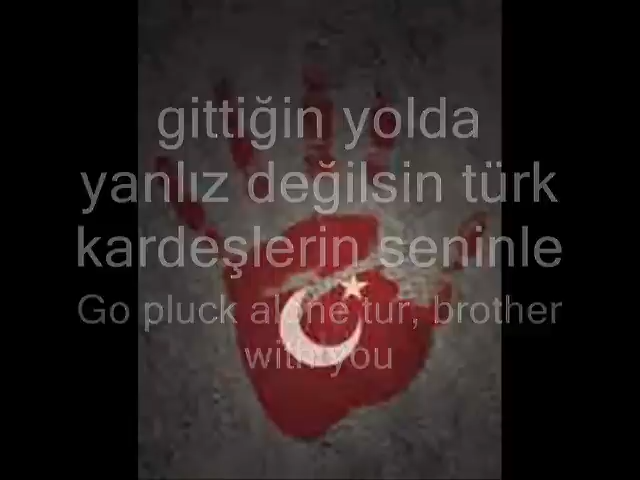 gittiğin yolda
yanlız değilsin türk
kardeşlerin seninle
Go pluck alone tur, brother
with you